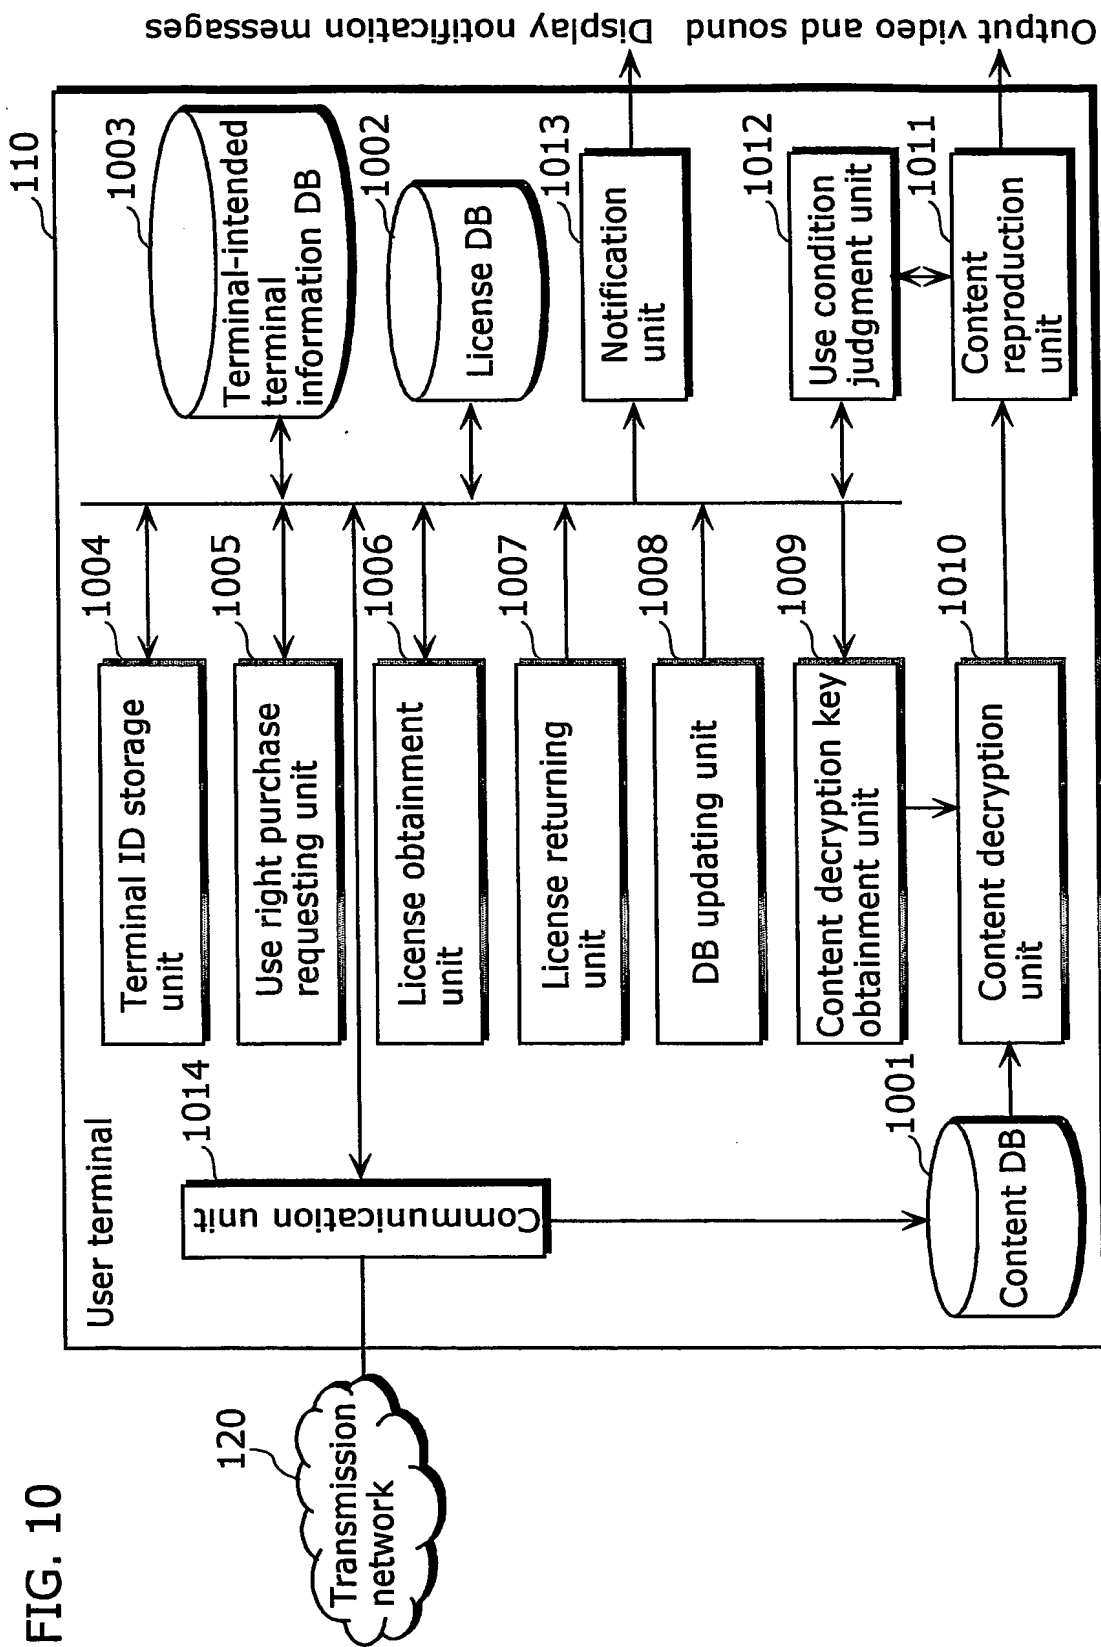 FIG. 10
120
Transmission
network
110
User terminal
1014
Communication
unit
1004
Terminal ID storage
unit
1005
Use right purchase
requesting unit
1006
License obtainment
unit
1007
License returning
unit
1008
DB updating unit
1009
Content decryption key
obtainment unit
1010
Content decryption
unit
1001
Content DB
1003
Terminal-intended
terminal
information DB
1002
License DB
1013
Notification
unit
1012
Use condition
judgment unit
1011
Content
reproduction
unit
Display notification messages
Output video and sound